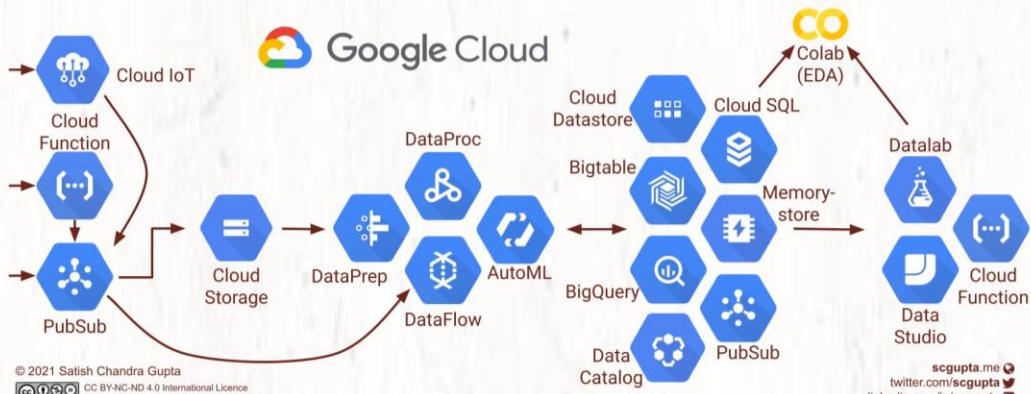 Google Cloud
CO
Colab
(EDA)
Cloud IoT
Cloud
Function
PubSub
Cloud
Storage
DataPrep
DataProc
DataFlow
AutoML
Cloud
Datastore
Cloud SQL
Bigtable
Memory-
store
BigQuery
PubSub
Data
Catalog
Datalab
Cloud
Function
Data
Studio
© 2021 Satish Chandra Gupta
CC BY-NC-ND 4.0 International Licence
scgupta.me
twitter.com/scgupta